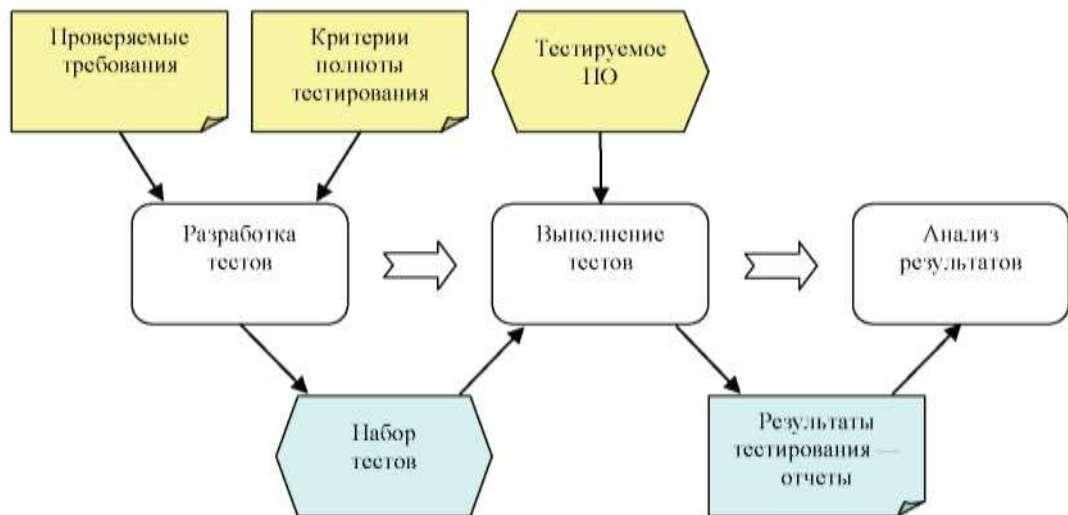 Проверяемые
требования
Критерии
полноты
тестирования
Тестируемое
ПО
Разработка
тестов
Выполнение
тестов
Анализ
результатов
Набор
тестов
Результаты
тестирования —
отчеты